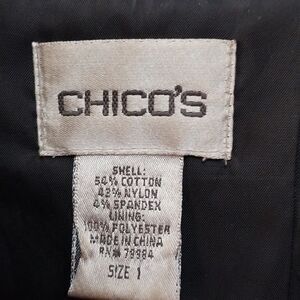 CHICO'S
SHELL:
54% COTTON
42% NYLON
4% SPANDEX
LINING:
100% POLYESTER
MADE IN CHINA
RN# 79984
SIZE 1